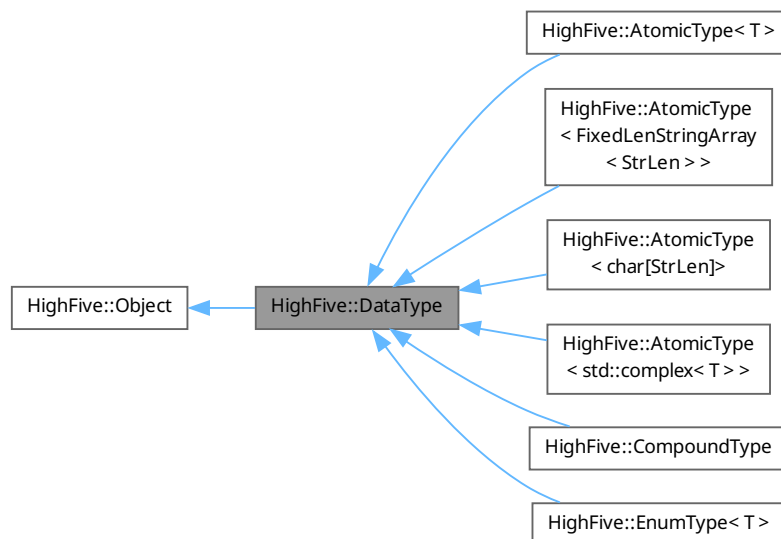 HighFive::AtomicType< T >
HighFive::AtomicType
< FixedLenStringArray
< StrLen > >
HighFive::AtomicType
< char[StrLen]>
HighFive::Object
HighFive::DataType
HighFive::AtomicType
< std::complex< T > >
HighFive::CompoundType
HighFive::EnumType< T >